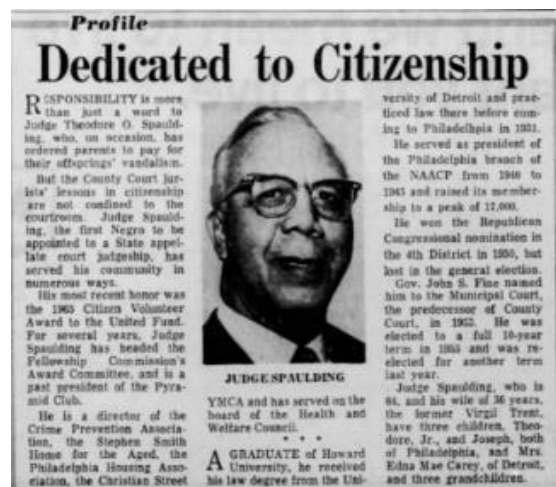 Profile
Dedicated to Citizenship
RESPONSIBILITY is more
than just a word to
Judge Theodore O. Spauld-
ing, who, on occasion, has
ordered parents to pay for
their offsprings' vandalism.
But the County Court jur-
ists' lessons in citizenship
are not confined to the
courtroom. Judge Spauld-
ing, the first Negro to be
appointed to a State appel-
late court judgeship, has
served his community in
numerous ways.
His most recent honor was
the 1965 Citizen Volunteer
Award to the United Fund.
For several years, Judge
Spaulding has headed the
Fellowship Commission's
Award Committee, and is a
past president of the Pyra-
mid Club.
He is a director of the
Crime Prevention Associa-
tion, the Stephen Smith
Home for the Aged, the
Philadelphia Housing Asso-
ciation, the Christian Street
JUDGE SPAULDING
YMCA and has served on the
board of the Health and
Welfare Council.
* * *
A GRADUATE of Howard
University, he received
his law degree from the Uni-
versity of Detroit and prac-
ticed law there before com-
ing to Philadelhpia in 1931.
He served as president of
the Philadelphia branch of
the NAACP from 1940 to
1945 and raised its member-
ship to a peak of 17,000.
He won the Republican
Congressional nomination in
the 4th District in 1950, but
lost in the general election.
Gov. John S. Fine named
him to the Municipal Court,
the predecessor of County
Court, in 1953. He was
elected to a full 10-year
term in 1955 and was re-
elected for another term
last year.
Judge Spaulding, who is
64, and his wife of 36 years,
the former Virgil Trent,
have three children, Theo-
dore, Jr., and Joseph, both
of Philadelphia, and Mrs.
Edna Mae Carey, of Detroit,
and three grandchildren.